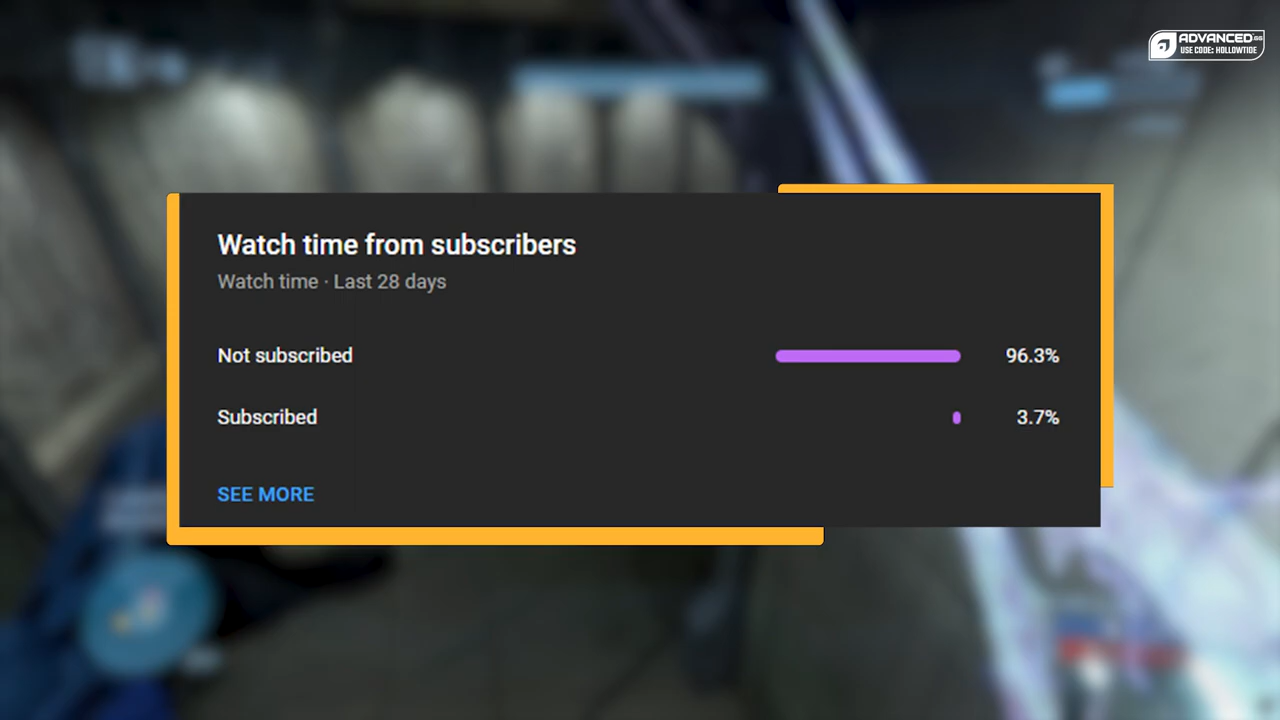 ADVANCED.GG
USE CODE: HOLLOWTIDE
Watch time from subscribers
Watch time · Last 28 days
Not subscribed 96.3%
Subscribed 3.7%
SEE MORE